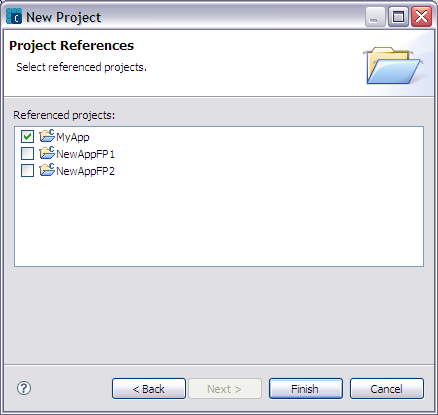 New Project
Project References
Select referenced projects.
Referenced projects:
MyApp
NewAppFP1
NewAppFP2
? < Back Next > Finish Cancel